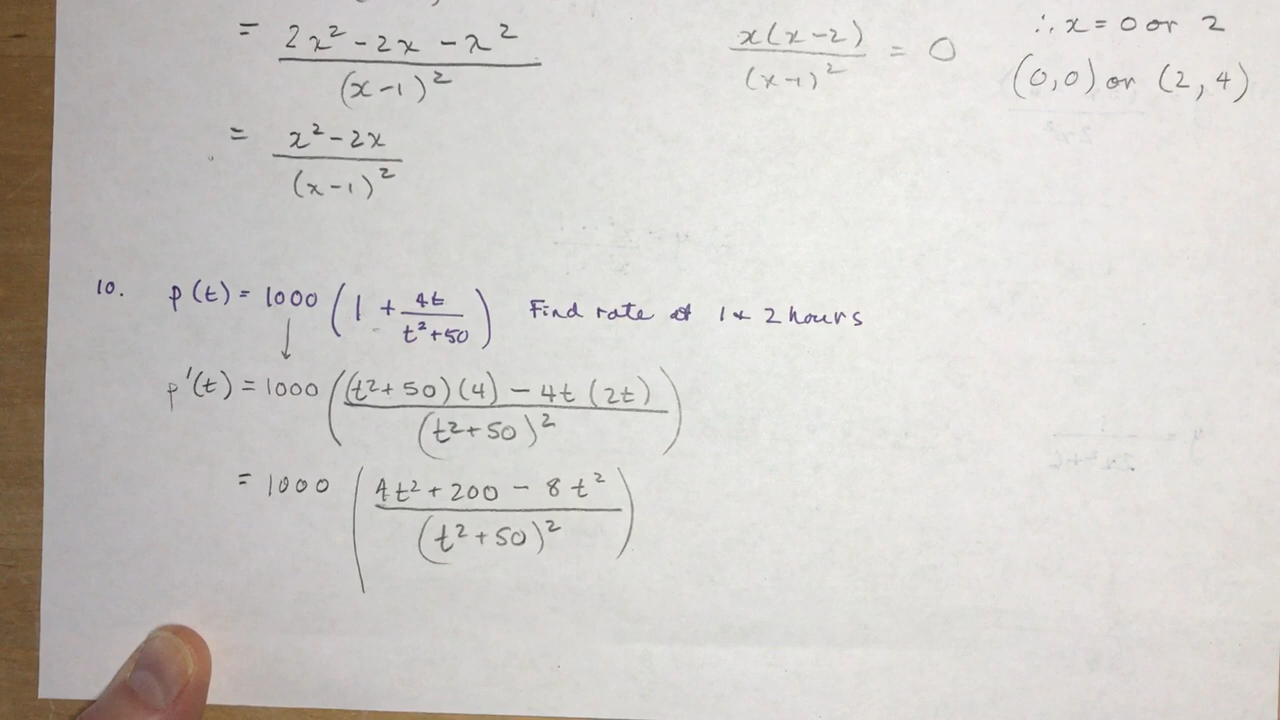 = 2x² - 2x - x² / (x-1)²
= x² - 2x / (x-1)²
x(x-2) / (x-1)² = 0
∴ x = 0 or 2
(0,0) or (2,4)
10. p(t) = 1000 (1 + 4t / t²+50) Find rate at 1 & 2 hours
p'(t) = 1000 ((t²+50)(4) - 4t(2t) / (t²+50)²)
= 1000 (4t² + 200 - 8t² / (t²+50)²)